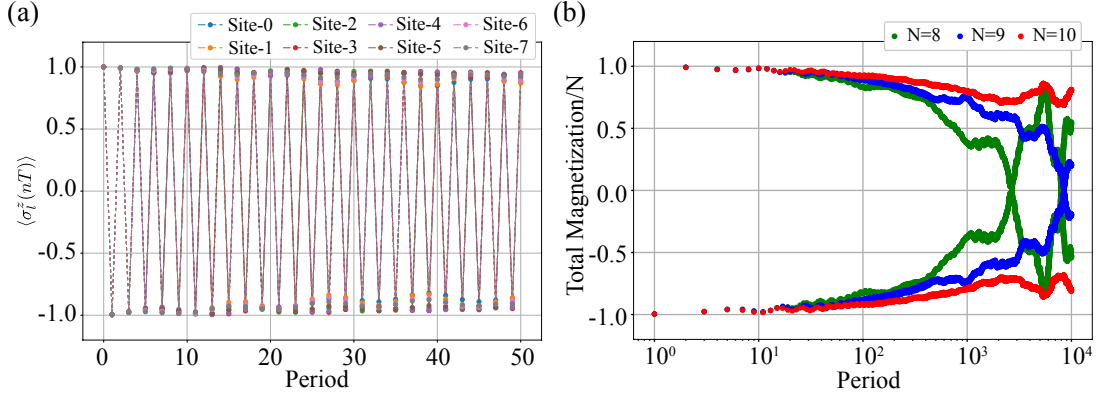 (a)
Site-0 Site-2 Site-4 Site-6
Site-1 Site-3 Site-5 Site-7
1.0
0.5
0.0
-0.5
-1.0
⟨σ_l^z(nT)⟩
0 10 20 30 40 50
Period
(b)
N=8 N=9 N=10
1.0
0.5
0.0
-0.5
-1.0
Total Magnetization/N
10^0 10^1 10^2 10^3 10^4
Period